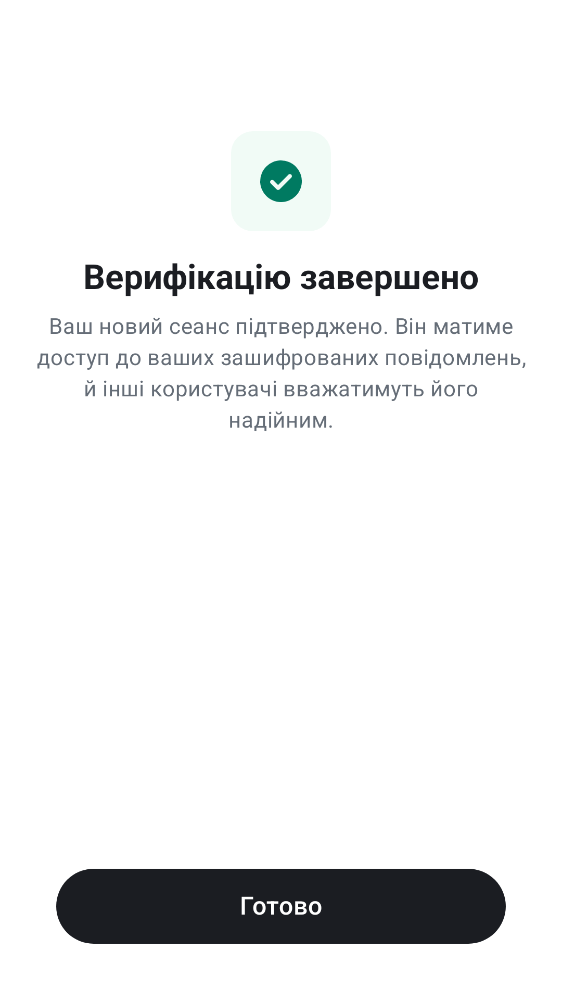 Верифікацію завершено
Ваш новий сеанс підтверджено. Він матиме
доступ до ваших зашифрованих повідомлень,
й інші користувачі вважатимуть його
надійним.
Готово